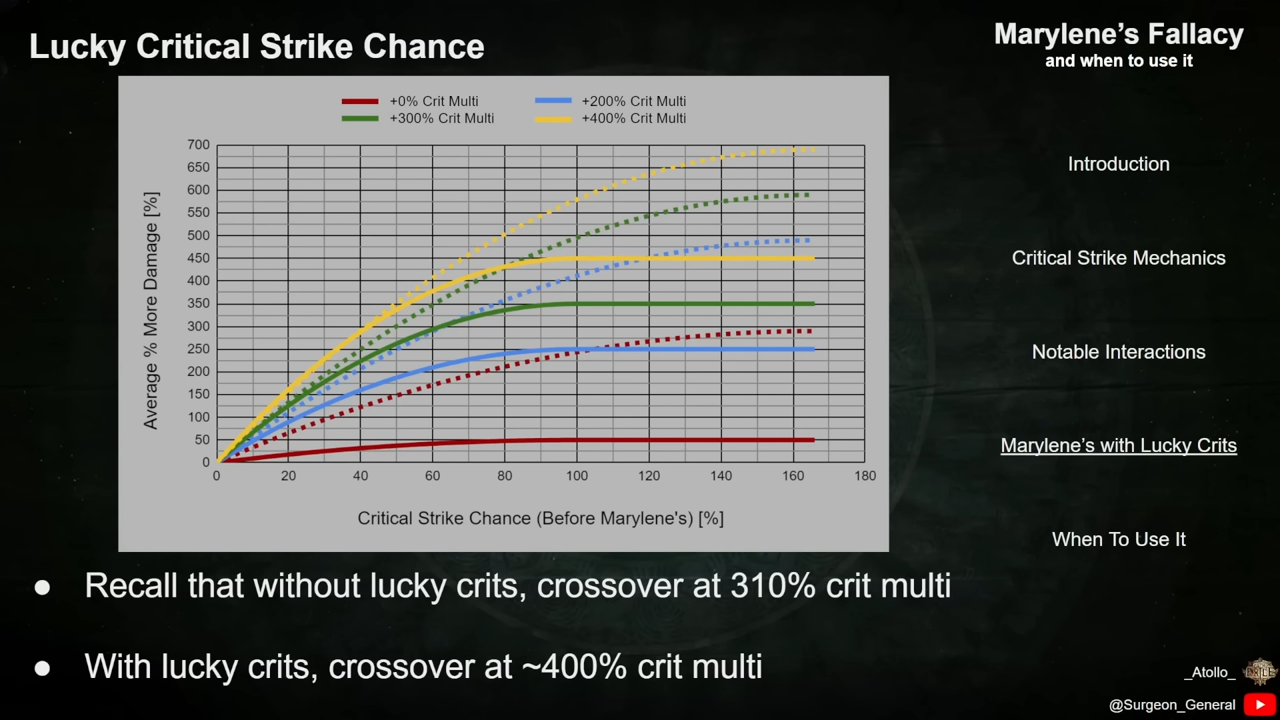 Lucky Critical Strike Chance
Marylene's Fallacy
and when to use it
+0% Crit Multi
+200% Crit Multi
+300% Crit Multi
+400% Crit Multi
700
650
600
550
500
450
400
350
300
250
200
150
100
50
0
Average % More Damage [%]
0 20 40 60 80 100 120 140 160 180
Critical Strike Chance (Before Marylene's) [%]
Introduction
Critical Strike Mechanics
Notable Interactions
Marylene's with Lucky Crits
When To Use It
● Recall that without lucky crits, crossover at 310% crit multi
● With lucky crits, crossover at ~400% crit multi
_Atollo_
@Surgeon_General